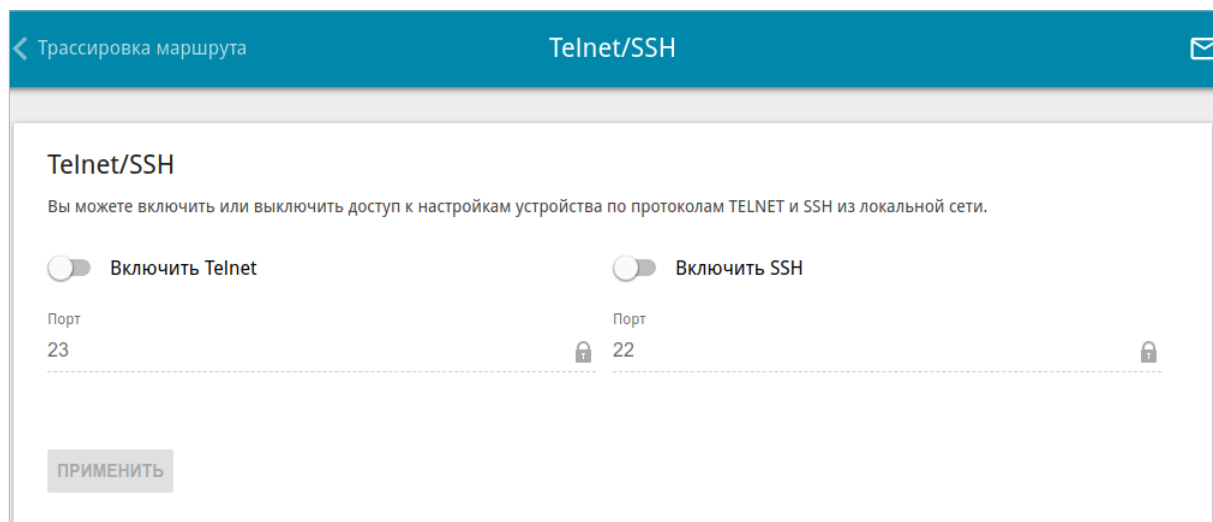 Трассировка маршрута
Telnet/SSH
Telnet/SSH
Вы можете включить или выключить доступ к настройкам устройства по протоколам TELNET и SSH из локальной сети.
Включить Telnet
Включить SSH
Порт
Порт
23
22
ПРИМЕНИТЬ